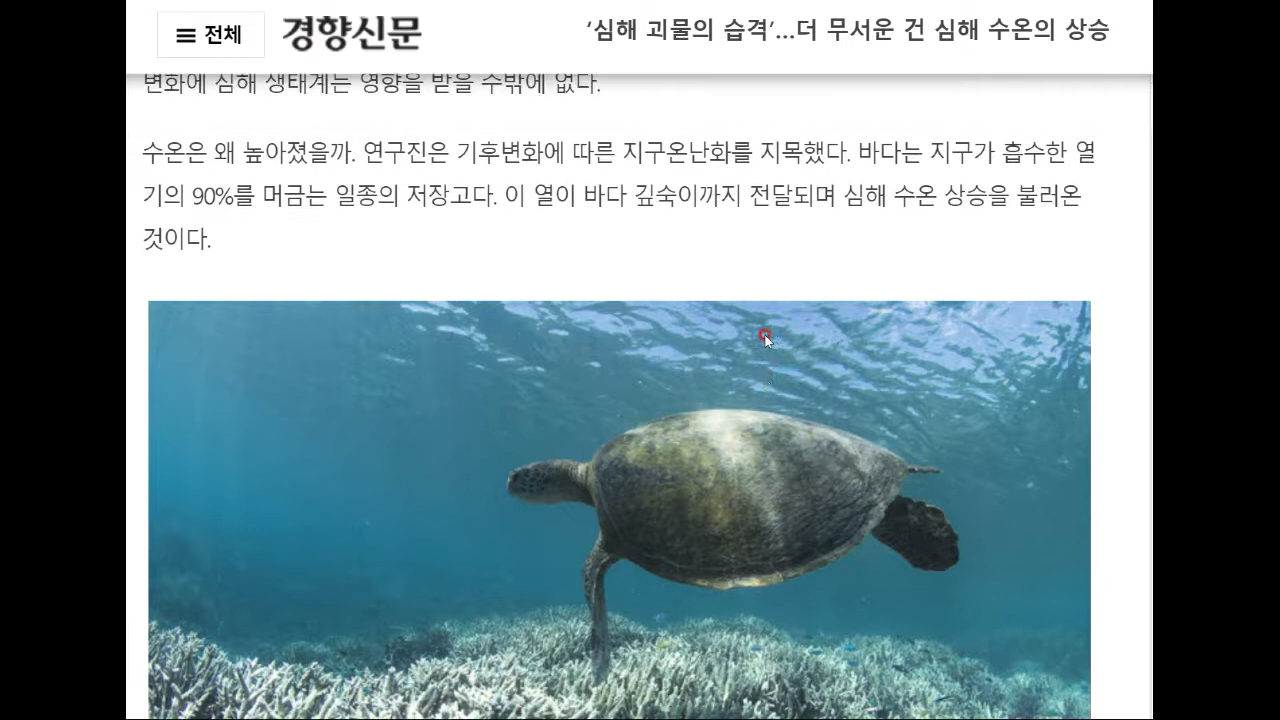 전체
경향신문
‘심해 괴물의 습격’…더 무서운 건 심해 수온의 상승
변화에 심해 생태계는 영향을 받을 수밖에 없다.
수온은 왜 높아졌을까. 연구진은 기후변화에 따른 지구온난화를 지목했다. 바다는 지구가 흡수한 열
기의 90%를 머금는 일종의 저장고다. 이 열이 바다 깊숙이까지 전달되며 심해 수온 상승을 불러온
것이다.